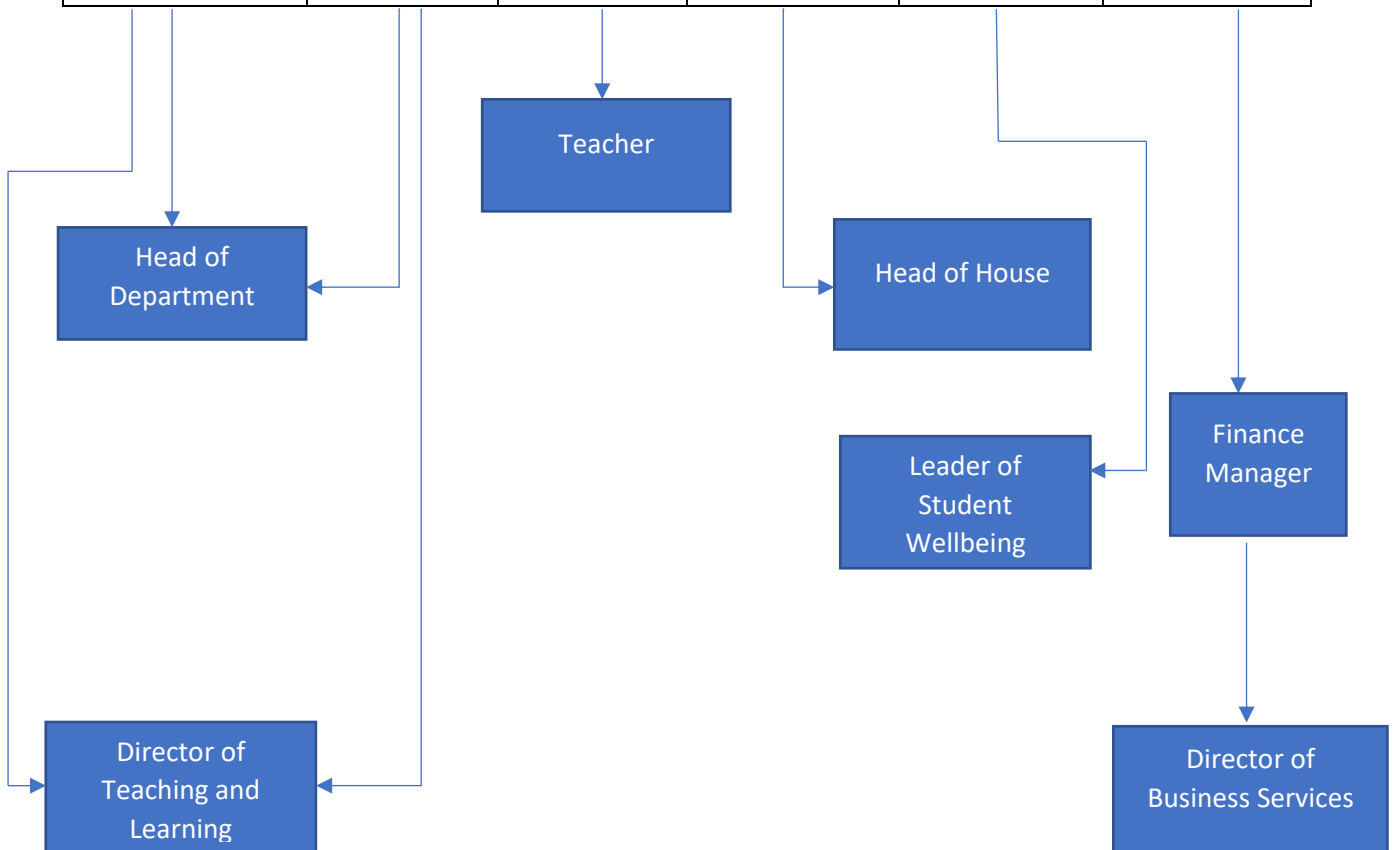 Teacher
Head of
Department
Head of House
Finance
Manager
Leader of
Student
Wellbeing
Director of
Teaching and
Learning
Director of
Business Services